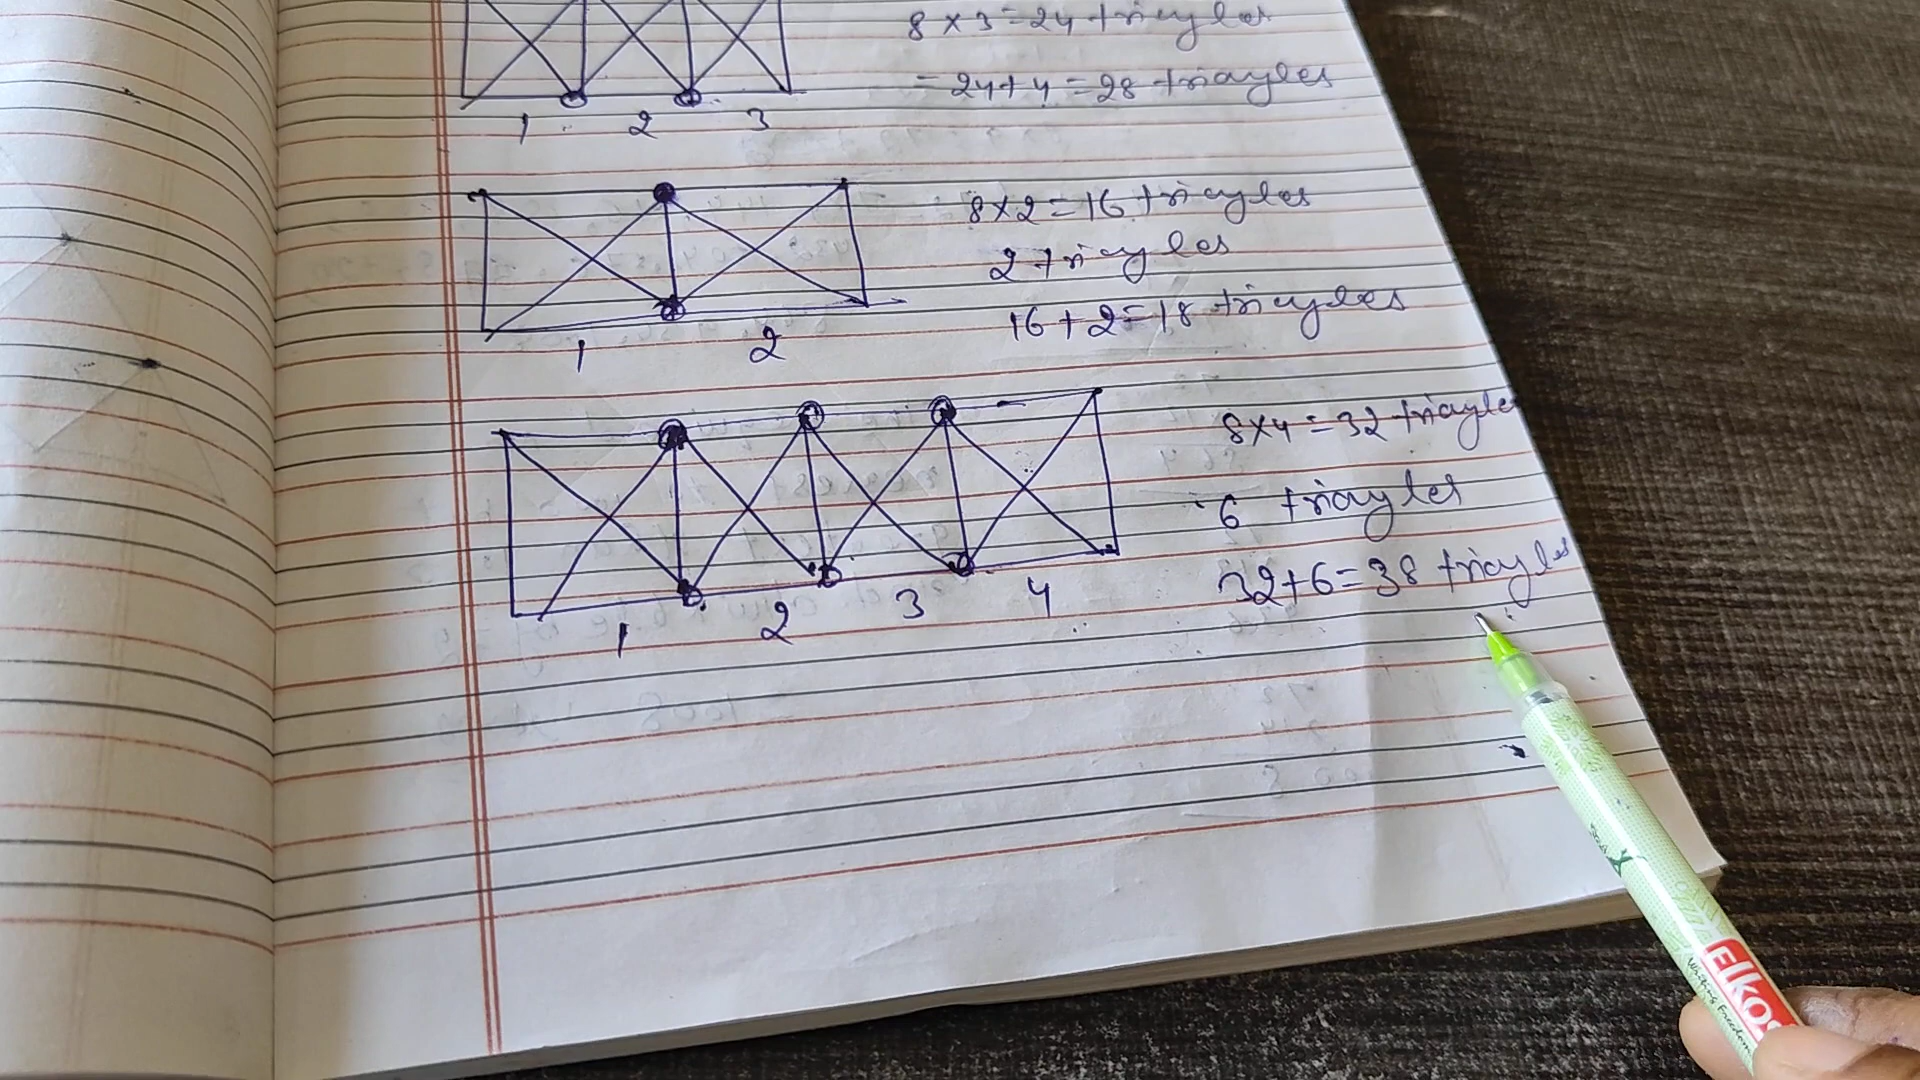 8 × 3 = 24 triangles
= 24 + 4 = 28 triangles
1 2 3
8 × 2 = 16 triangles
2 triangles
16 + 2 = 18 triangles
1 2
8 × 4 = 32 triangles
6 triangles
32 + 6 = 38 triangles
1 2 3 4
Elkos
Writing Freedom